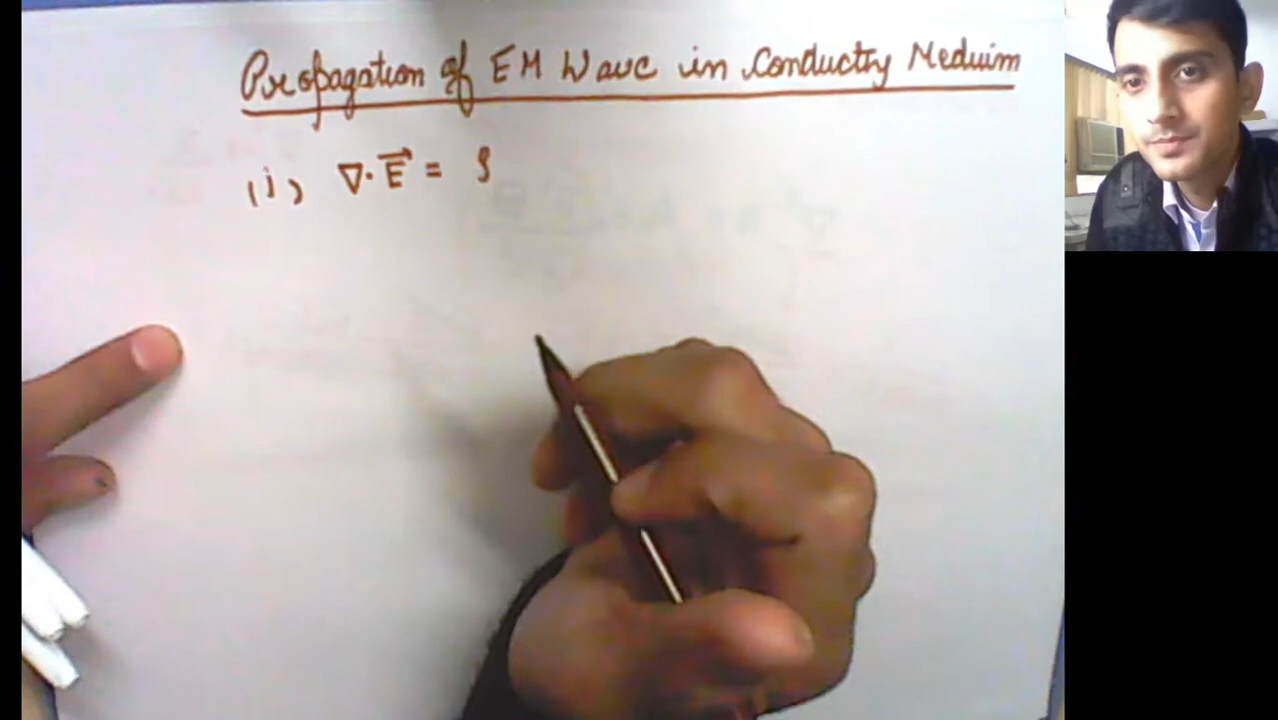 Propagation of EM Wave in Conductry Meduim
(i) ∇·E⃗ = ρ